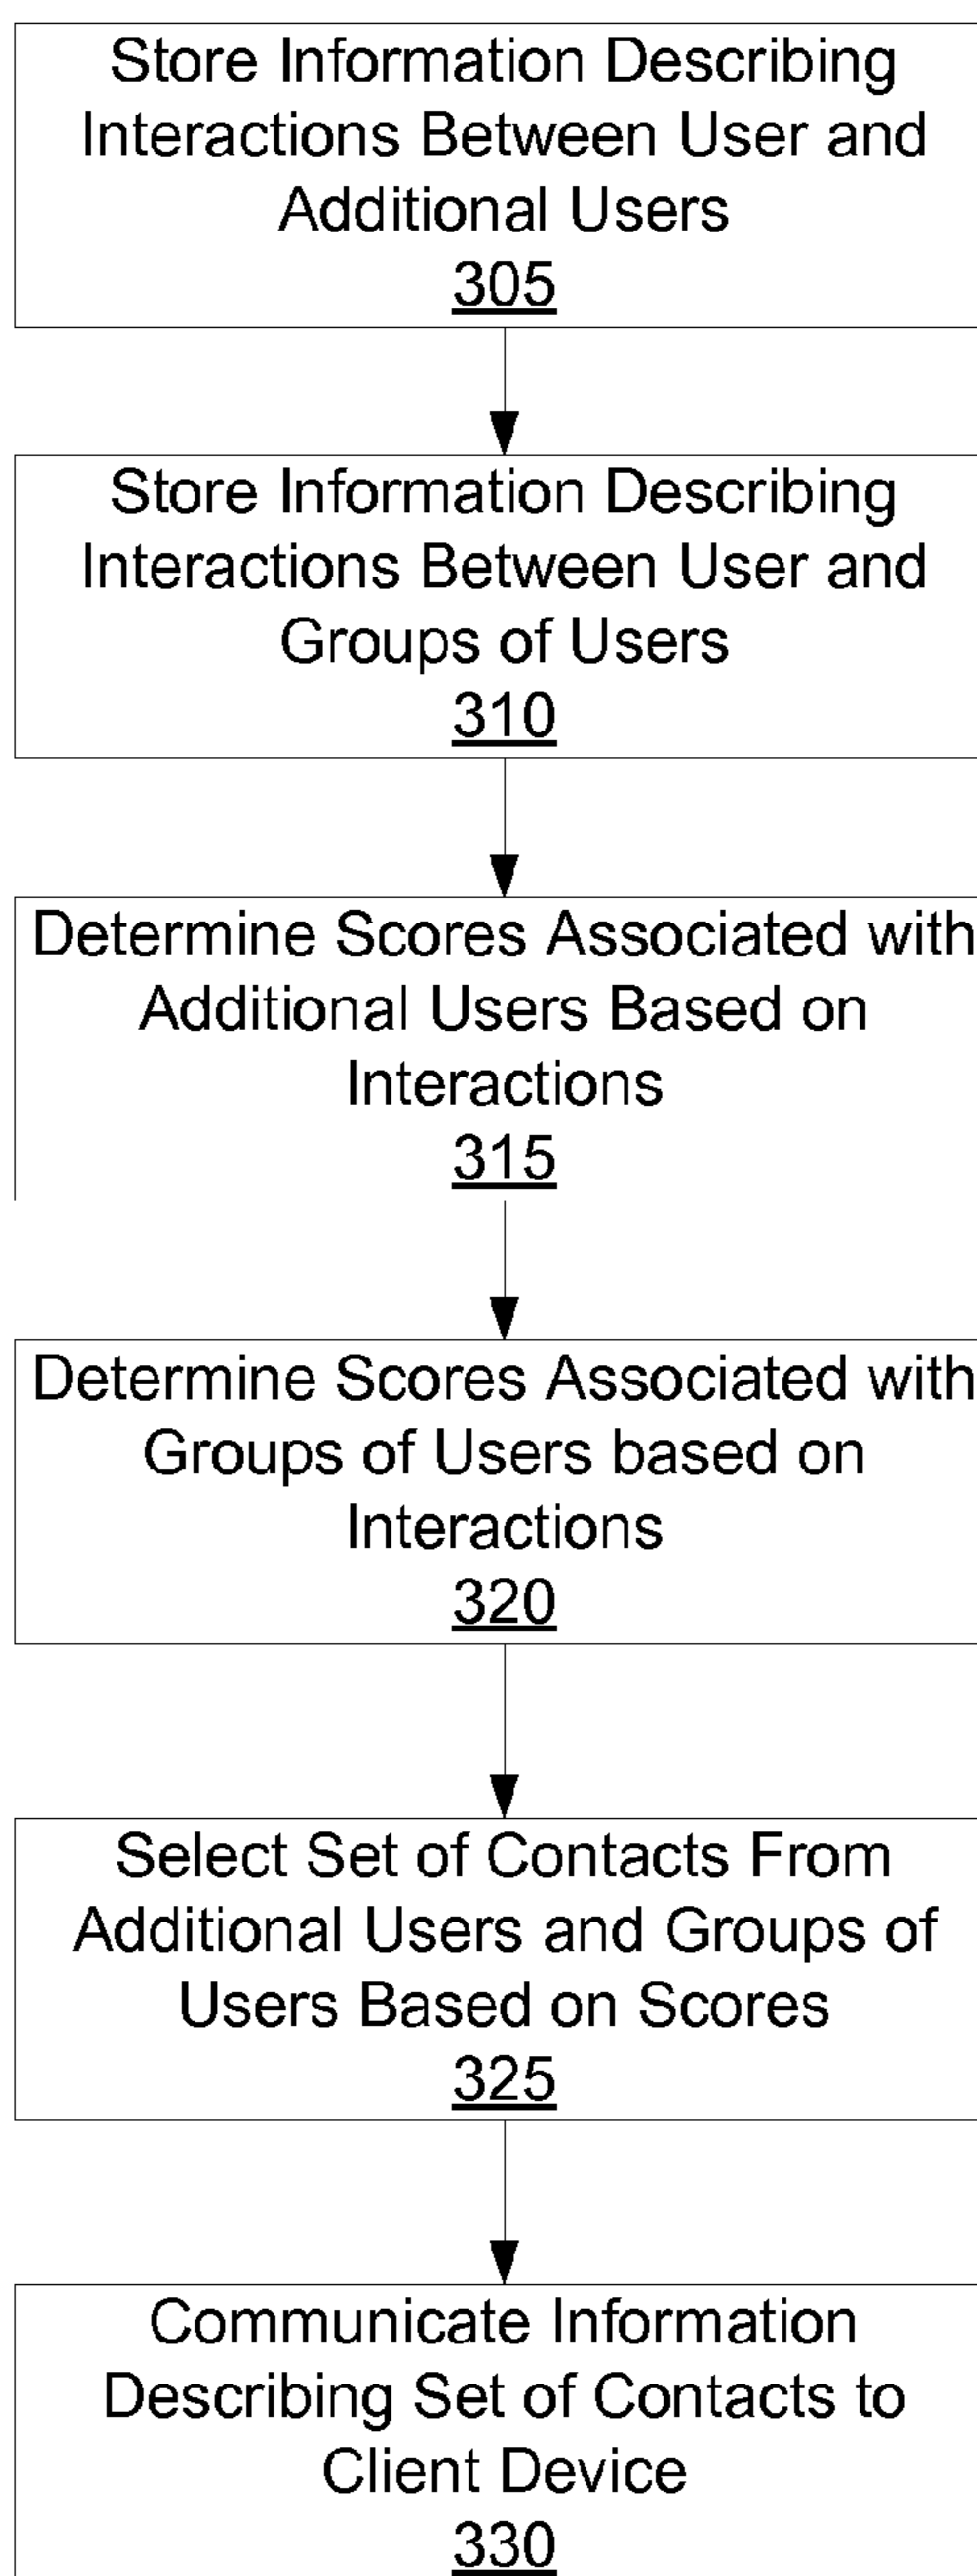 Store Information Describing
Interactions Between User and
Additional Users
305
Store Information Describing
Interactions Between User and
Groups of Users
310
Determine Scores Associated with
Additional Users Based on
Interactions
315
Determine Scores Associated with
Groups of Users based on
Interactions
320
Select Set of Contacts From
Additional Users and Groups of
Users Based on Scores
325
Communicate Information
Describing Set of Contacts to
Client Device
330